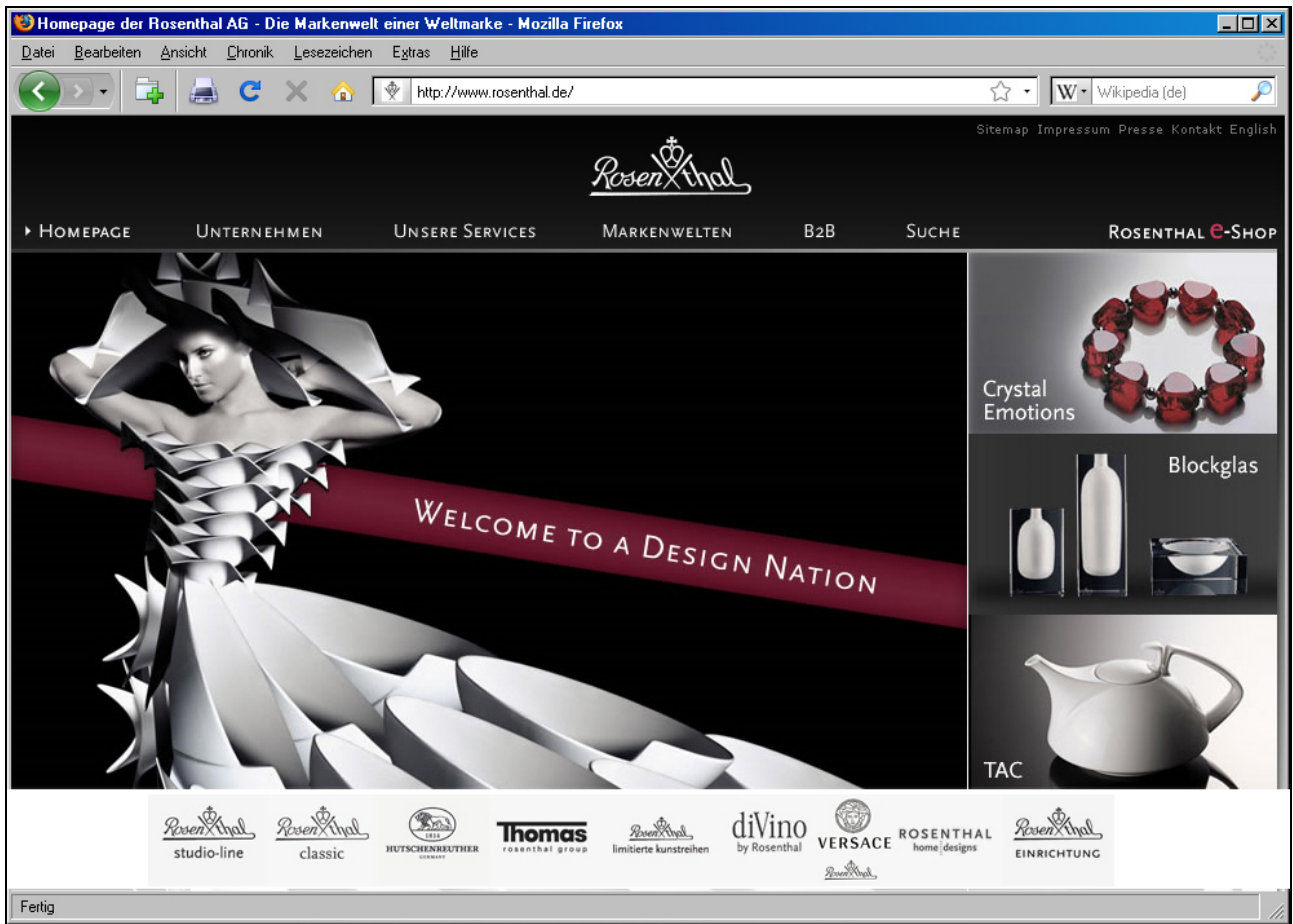 Homepage der Rosenthal AG - Die Markenwelt einer Weltmarke - Mozilla Firefox
Datei Bearbeiten Ansicht Chronik Lesezeichen Extras Hilfe
http://www.rosenthal.de/ W Wikipedia (de)
Sitemap Impressum Presse Kontakt English
Rosenthal
HOMEPAGE UNTERNEHMEN UNSERE SERVICES MARKENWELTEN B2B SUCHE ROSENTHAL e-SHOP
Crystal
Emotions
Blockglas
WELCOME TO A DESIGN NATION
TAC
Rosenthal
studio-line
Rosenthal
classic
1814
HUTSCHENREUTHER
GERMANY
Thomas
rosenthal group
Rosenthal
limitierte kunstreihen
diVino
by Rosenthal
VERSACE
Rosenthal
ROSENTHAL
home designs
Rosenthal
EINRICHTUNG
Fertig